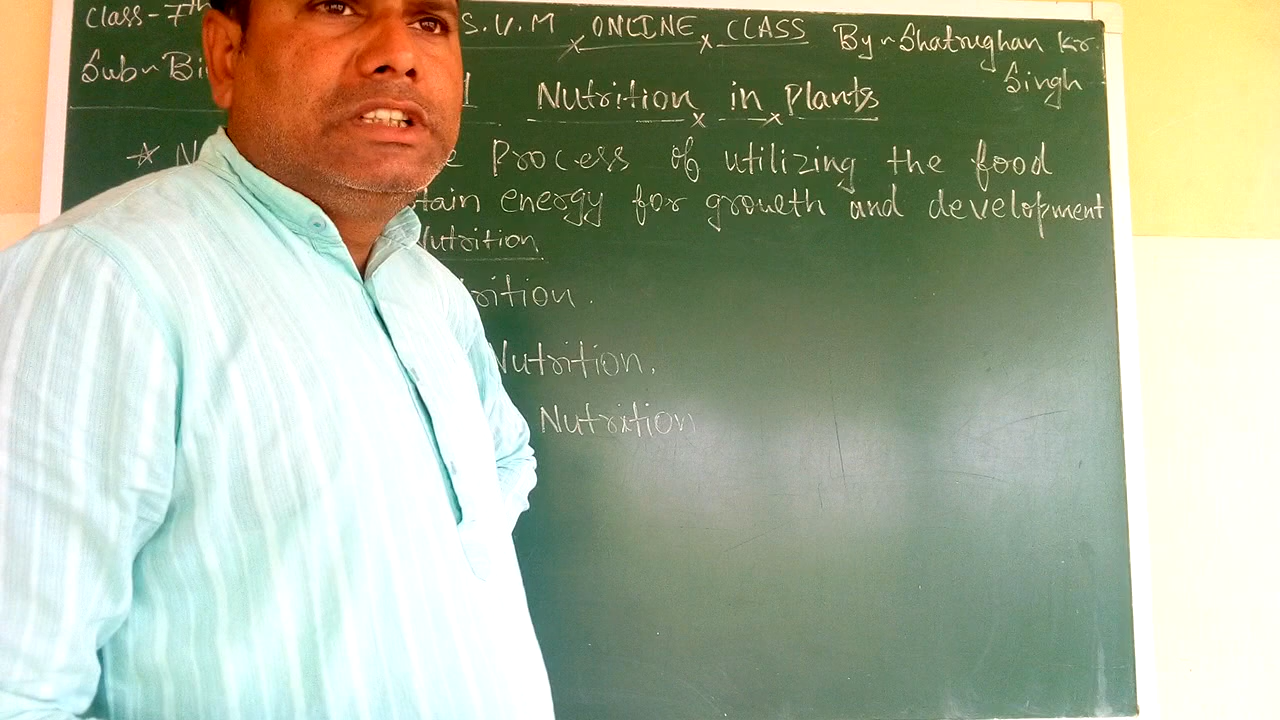 Class-7th S.V.M ONLINE CLASS By~Shatrughan Kr.
Sub~Bi Singh
1 Nutrition in Plants
N e Process of utilizing the food
tain energy for growth and development
Nutrition
rition.
Nutrition.
Nutrition